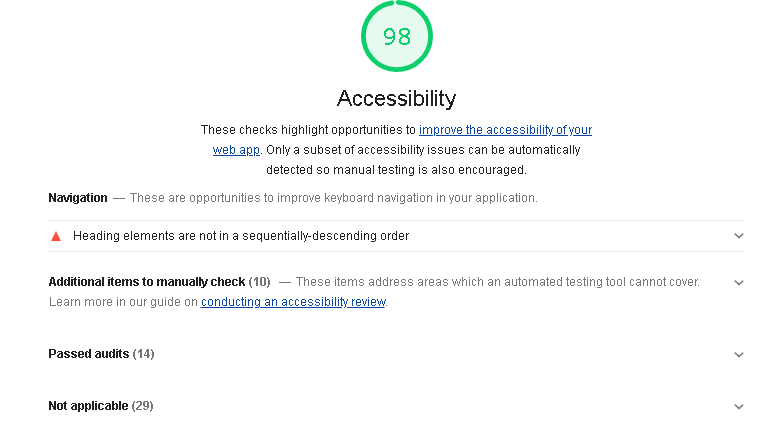 98
Accessibility
These checks highlight opportunities to improve the accessibility of your
web app. Only a subset of accessibility issues can be automatically
detected so manual testing is also encouraged.
Navigation — These are opportunities to improve keyboard navigation in your application.
Heading elements are not in a sequentially-descending order
Additional items to manually check (10) — These items address areas which an automated testing tool cannot cover.
Learn more in our guide on conducting an accessibility review.
Passed audits (14)
Not applicable (29)